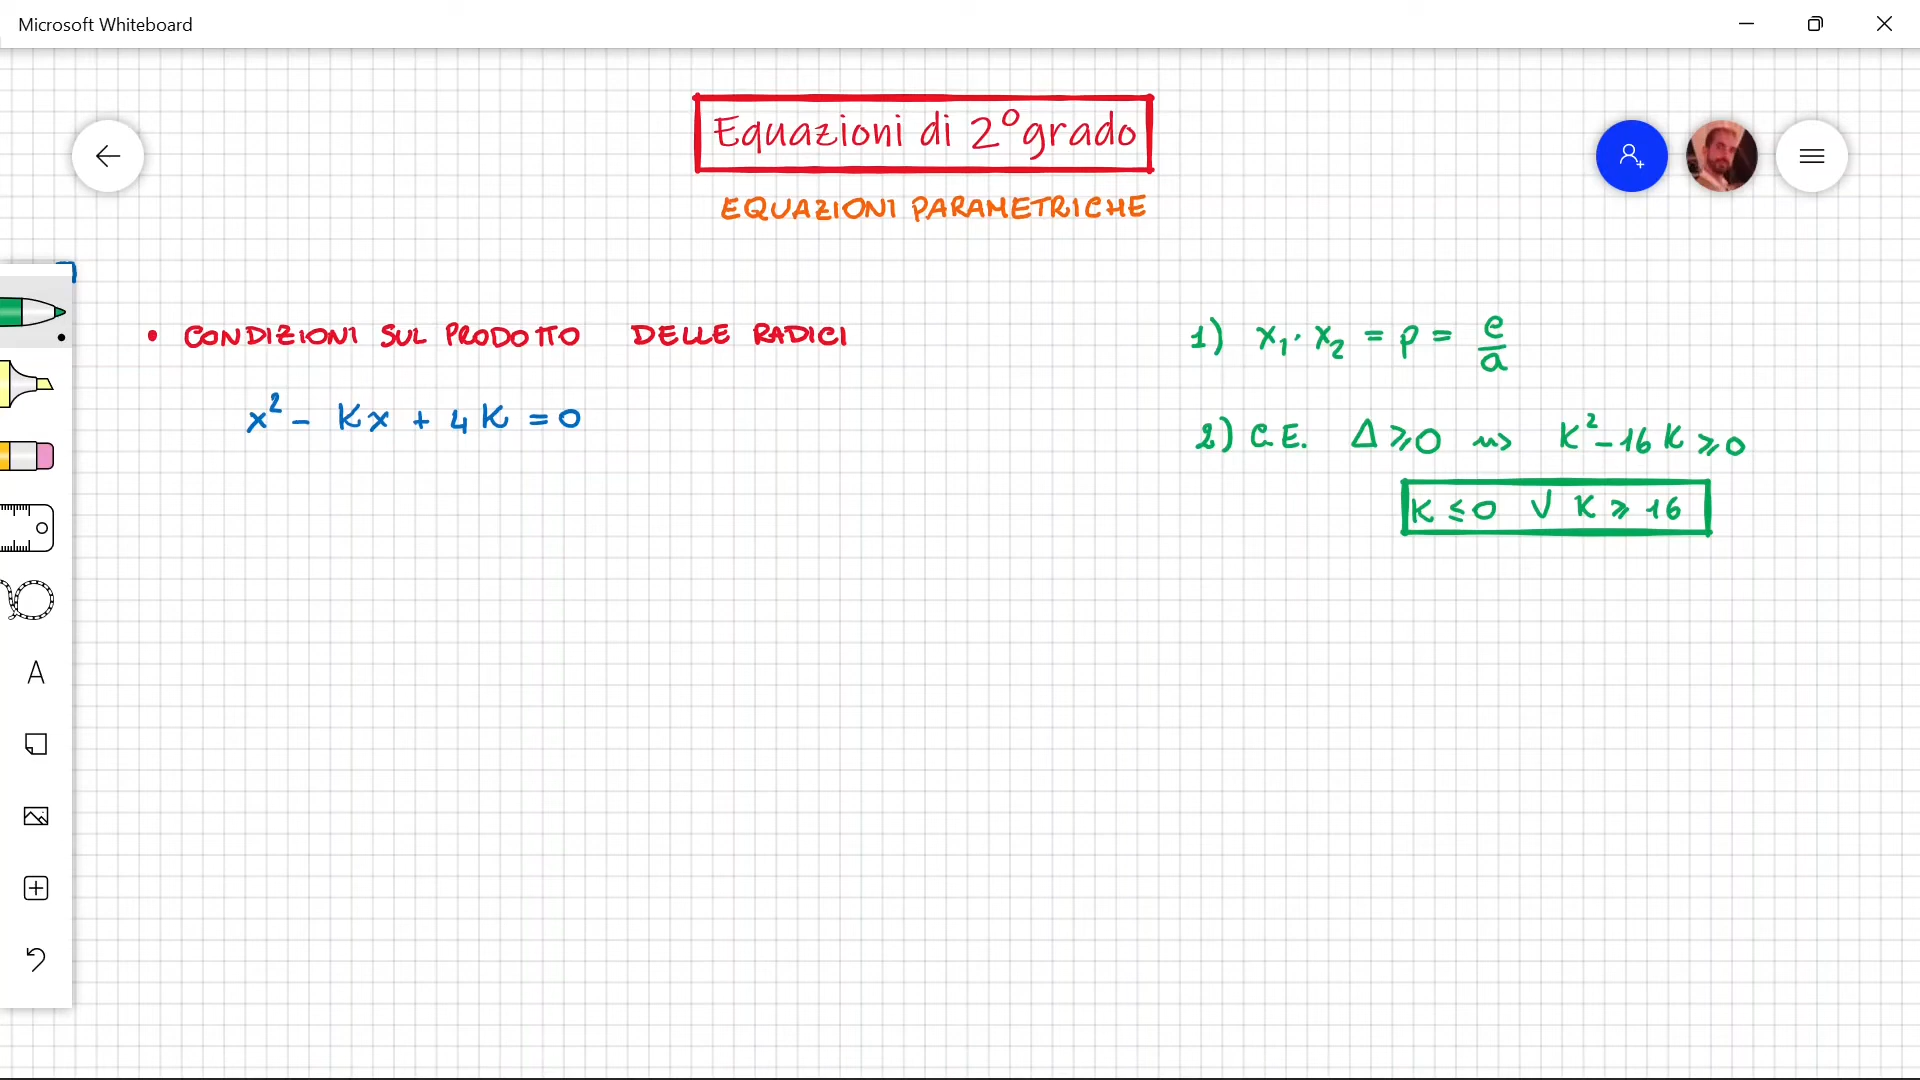 Microsoft Whiteboard
Equazioni di 2º grado
EQUAZIONI PARAMETRICHE
• CONDIZIONI SUL PRODOTTO DELLE RADICI
x² - Kx + 4K = 0
1) x₁ · x₂ = p = c/a
2) C.E. Δ ⩾ 0 ⇝ K² - 16K ⩾ 0
K ≤ 0 ∨ K ⩾ 16
A